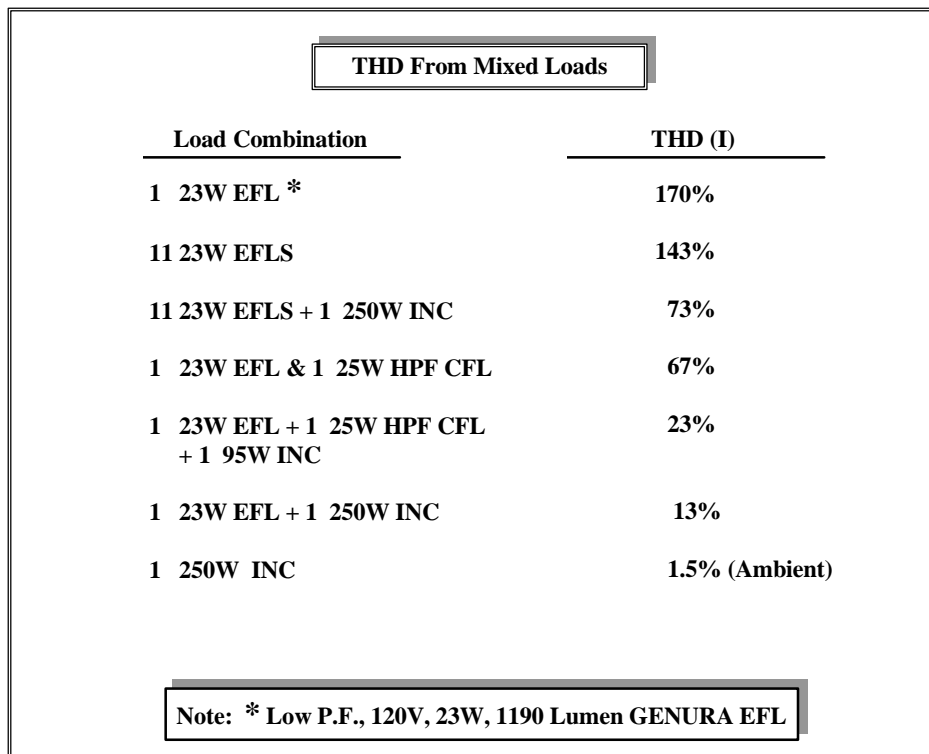 THD From Mixed Loads
Load Combination THD (I)
1 23W EFL * 170%
11 23W EFLS 143%
11 23W EFLS + 1 250W INC 73%
1 23W EFL & 1 25W HPF CFL 67%
1 23W EFL + 1 25W HPF CFL 23%
+ 1 95W INC
1 23W EFL + 1 250W INC 13%
1 250W INC 1.5% (Ambient)
Note: * Low P.F., 120V, 23W, 1190 Lumen GENURA EFL